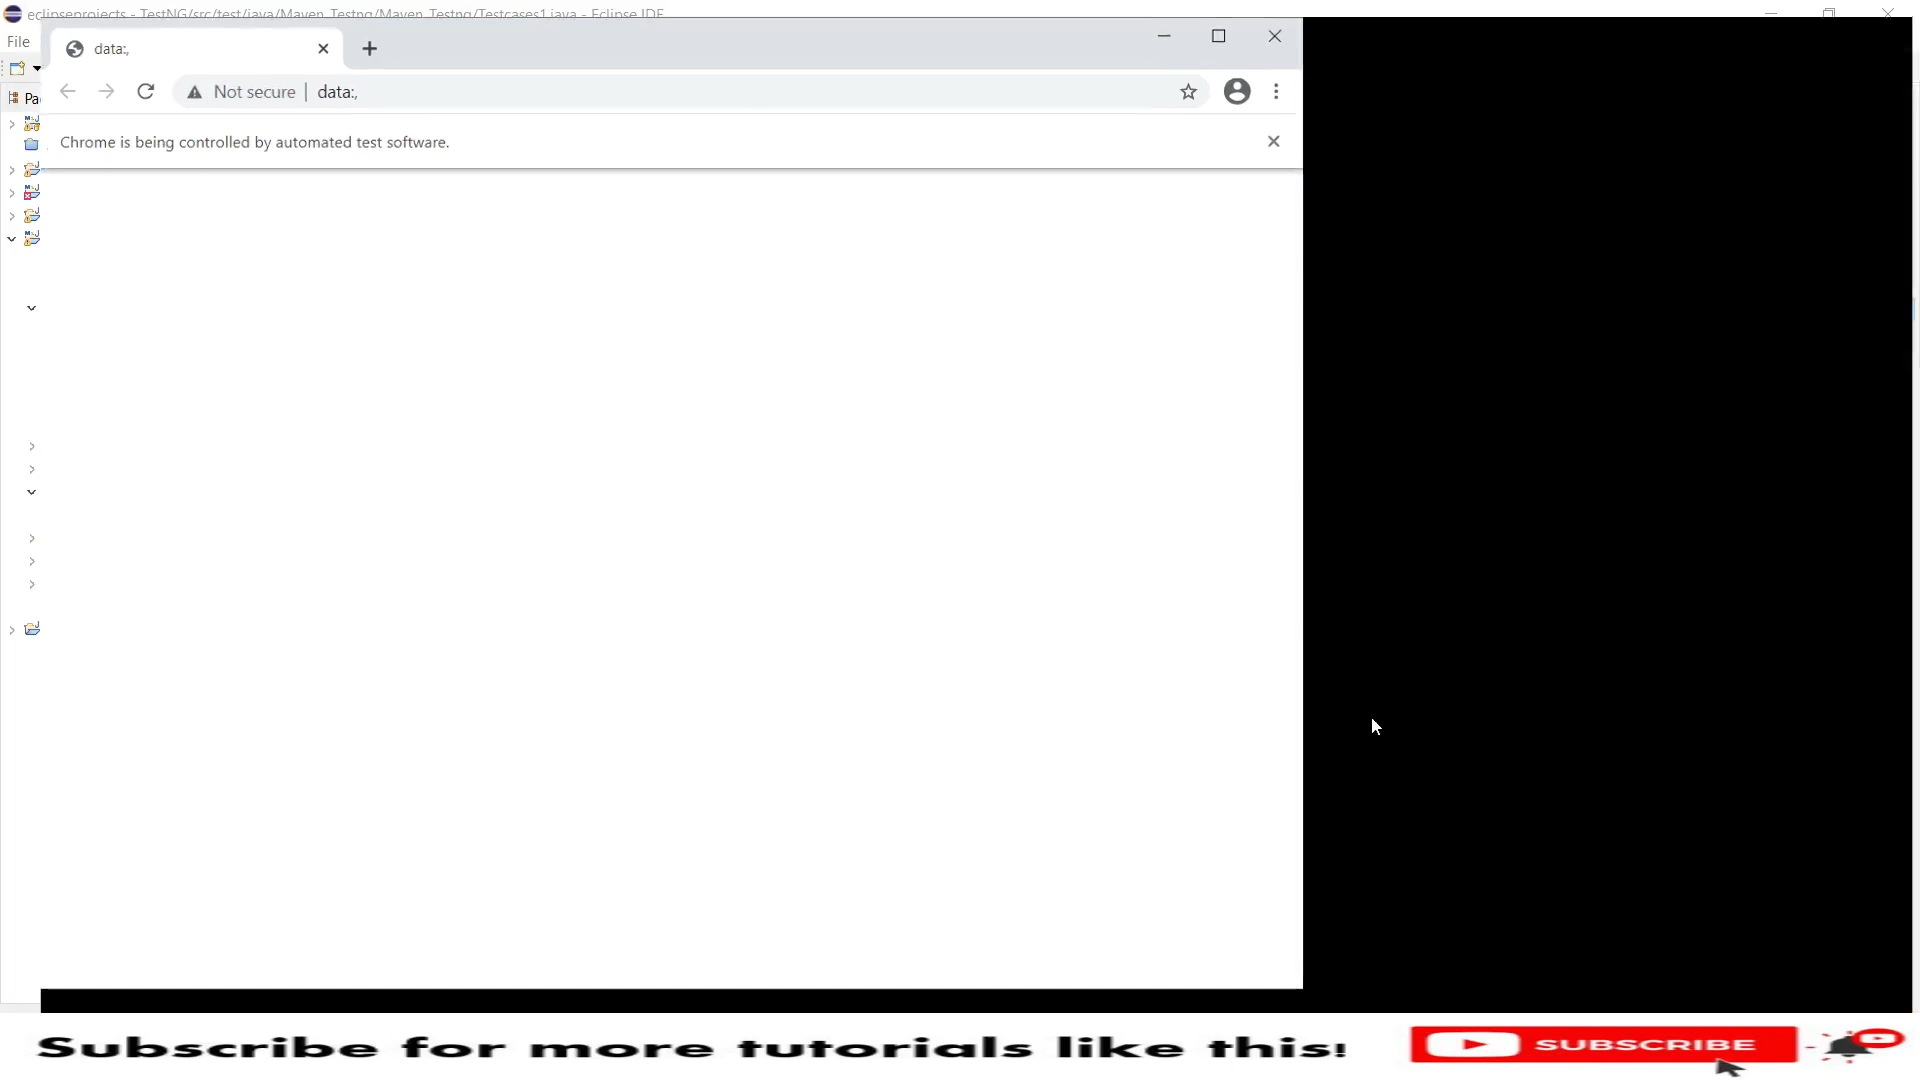 eclipseprojects - TestNG/src/test/java/Maven_Testng/Maven_Testng/Testcases1.java - Eclipse IDE
File
data:,
Not secure | data:,
Pa
Chrome is being controlled by automated test software.
Subscribe for more tutorials like this!
SUBSCRIBE